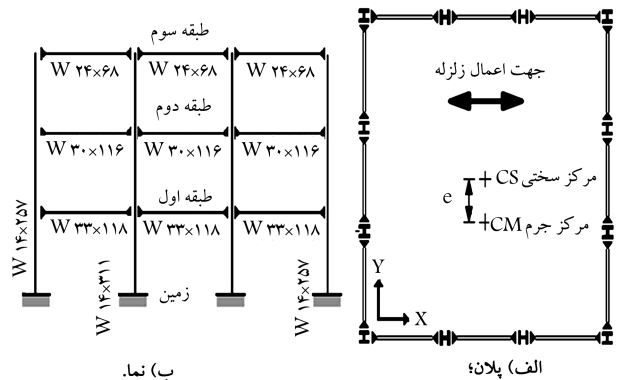 طبقه سوم
W ۲۴×۶۸ W ۲۴×۶۸ W ۲۴×۶۸
طبقه دوم
W ۳۰×۱۱۶ W ۳۰×۱۱۶ W ۳۰×۱۱۶
طبقه اول
W ۳۳×۱۱۸ W ۳۳×۱۱۸ W ۳۳×۱۱۸
W ۱۴×۲۵۷
W ۱۴×۳۱۱
زمین
W ۱۴×۲۵۷
ب) نما.
جهت اعمال زلزله
مرکز سختی CS
e
مرکز جرم CM
Y
X
الف) پلان؛